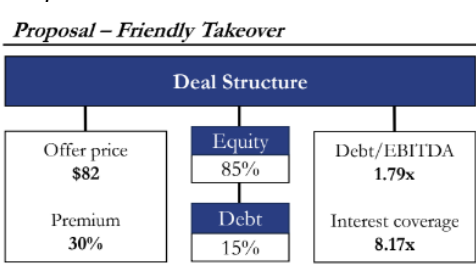 Proposal – Friendly Takeover
Deal Structure
Offer price
$82
Premium
30%
Equity
85%
Debt
15%
Debt/EBITDA
1.79x
Interest coverage
8.17x